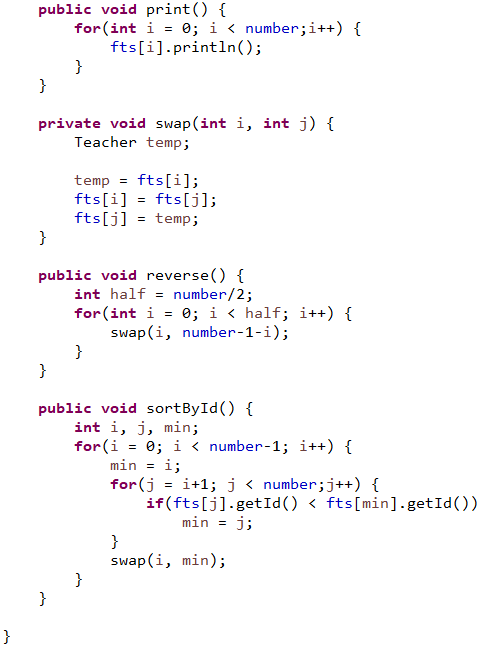 public void print() {
for(int i = 0; i < number;i++) {
fts[i].println();
}
}
private void swap(int i, int j) {
Teacher temp;
temp = fts[i];
fts[i] = fts[j];
fts[j] = temp;
}
public void reverse() {
int half = number/2;
for(int i = 0; i < half; i++) {
swap(i, number-1-i);
}
}
public void sortById() {
int i, j, min;
for(i = 0; i < number-1; i++) {
min = i;
for(j = i+1; j < number;j++) {
if(fts[j].getId() < fts[min].getId())
min = j;
}
swap(i, min);
}
}
}